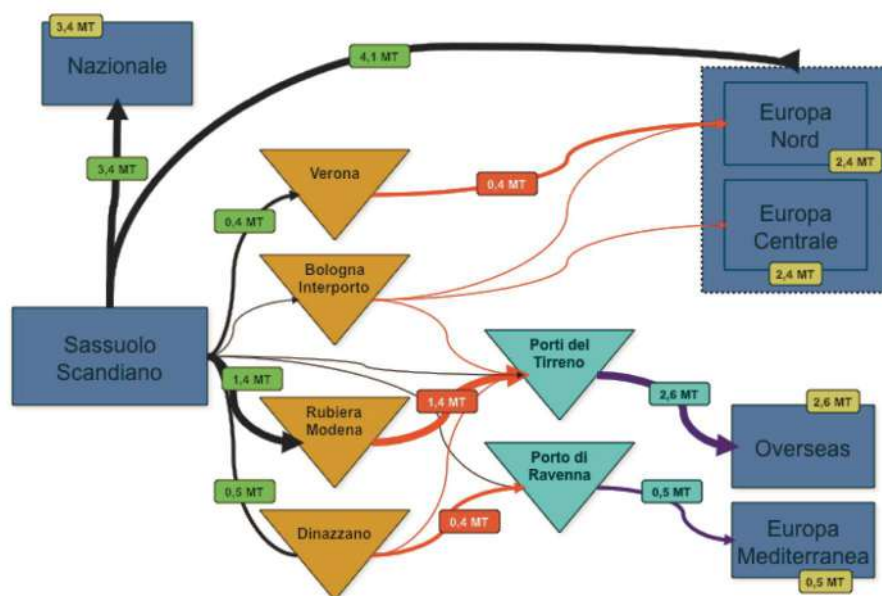 3,4 MT
Nazionale
4,1 MT
Europa
Nord
2,4 MT
3,4 MT
Verona
0,4 MT
0,4 MT
Europa
Centrale
2,4 MT
Bologna
Interporto
Sassuolo
Scandiano
Porti del
Tirreno
1,4 MT
1,4 MT
2,6 MT
2,6 MT
Rubiera
Modena
Overseas
Porto di
Ravenna
0,5 MT
0,5 MT
Dinazzano
0,4 MT
Europa
Mediterranea
0,5 MT